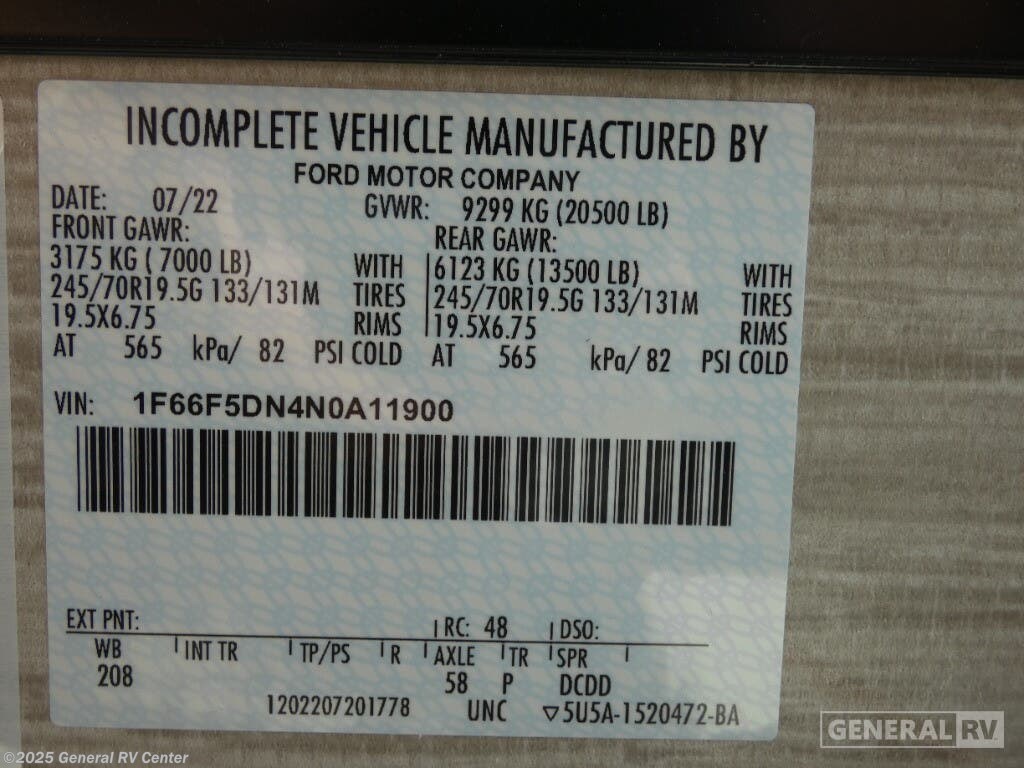 INCOMPLETE VEHICLE MANUFACTURED BY
FORD MOTOR COMPANY
DATE: 07/22 GVWR: 9299 KG (20500 LB)
FRONT GAWR: REAR GAWR:
3175 KG ( 7000 LB) WITH 6123 KG (13500 LB) WITH
245/70R19.5G 133/131M TIRES 245/70R19.5G 133/131M TIRES
19.5X6.75 RIMS 19.5X6.75 RIMS
AT 565 kPa/ 82 PSI COLD AT 565 kPa/ 82 PSI COLD
VIN: 1F66F5DN4N0A11900
EXT PNT: RC: 48 DSO:
WB INT TR TP/PS R AXLE TR SPR
208 58 P DCDD
1202207201778 UNC ▽5U5A-1520472-BA
GENERAL RV
©2025 General RV Center